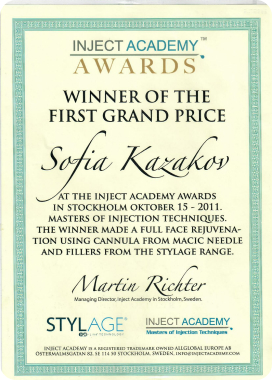 INJECT ACADEMY™
AWARDS
WINNER OF THE
FIRST GRAND PRICE
Sofia Kazakov
AT THE INJECT ACADEMY AWARDS
IN STOCKHOLM OKTOBER 15 - 2011.
MASTERS OF INJECTION TECHNIQUES.
THE WINNER MADE A FULL FACE REJUVENA-
TION USING CANNULA FROM MACIC NEEDLE
AND FILLERS FROM THE STYLAGE RANGE.
Martin Richter
Managing Director, Inject Academy in Stockholm, Sweden.
STYLAGE®
INJECT ACADEMY
Masters of Injection Techniques
INJECT ACADEMY IS A REGISTERED TRADEMARK OWNED ALLGLOBAL EUROPE AB
ÖSTERMALMSGATAN 82, SE 114 50 STOCKHOLM, SWEDEN. INFO@INJECTACADEMY.COM